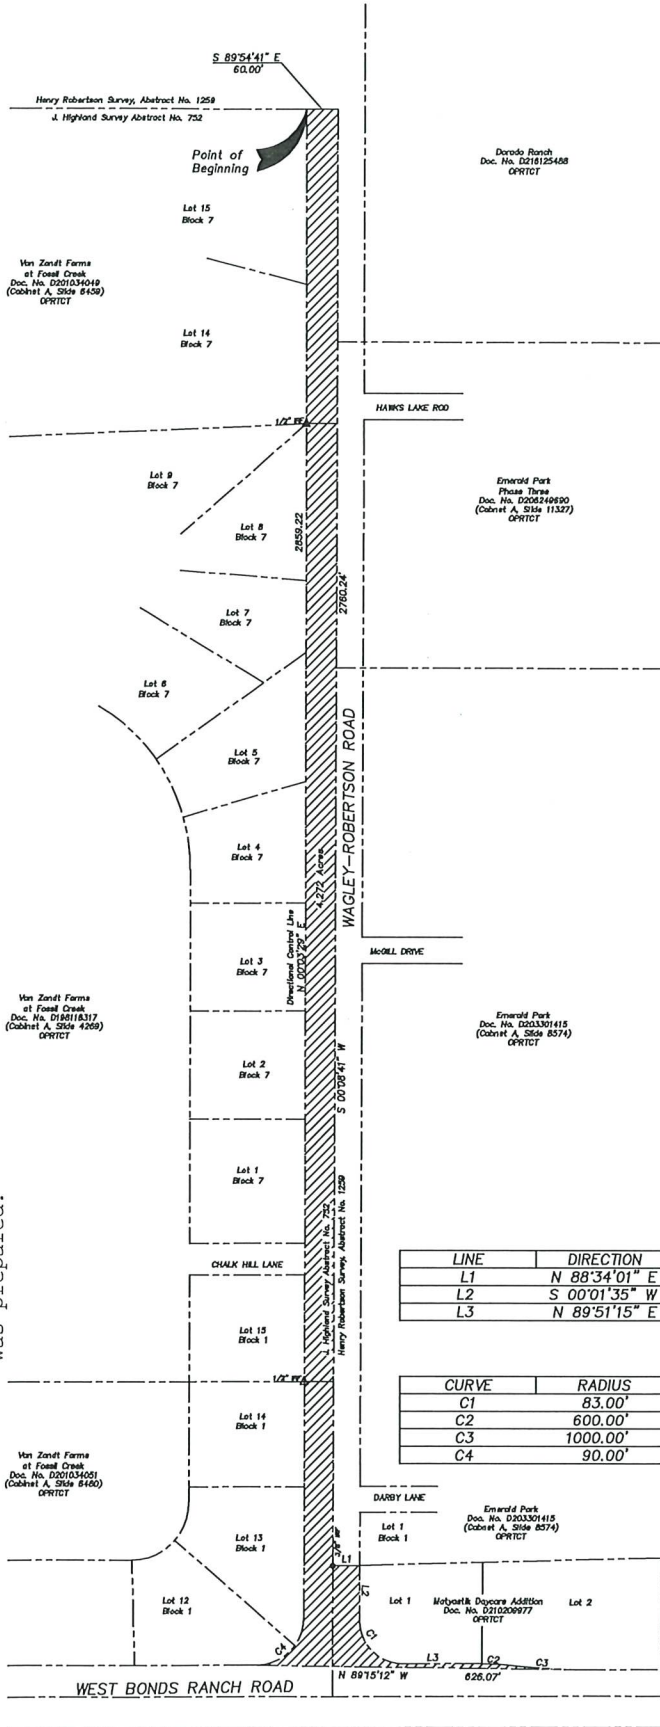 S 89°54'41" E
60.00'
Henry Robertson Survey, Abstract No. 1259
J. Highland Survey Abstract No. 752
Point of
Beginning
Dorado Ranch
Doc. No. D216125488
OPRTCT
Lot 15
Block 7
Van Zandt Farms
at Fossil Creek
Doc. No. D201034049
(Cabinet A, Slide 6459)
OPRTCT
Lot 14
Block 7
HAWKS LAKE ROD
1/2" PF
Lot 9
Block 7
Emerald Park
Phase Three
Doc. No. D206249690
(Cabnet A, Slide 11327)
OPRTCT
Lot 8
Block 7
2859.22
2760.24'
Lot 7
Block 7
Lot 6
Block 7
Lot 5
Block 7
WAGLEY-ROBERTSON ROAD
Lot 4
Block 7
4.272 Acres
Directional Control Line
N 00°03'29" E
Lot 3
Block 7
McGILL DRIVE
Van Zandt Farms
at Fossil Creek
Doc. No. D198118317
(Cabinet A, Slide 4269)
OPRTCT
Emerald Park
Doc. No. D203301415
(Cabnet A, Slide 8574)
OPRTCT
Lot 2
Block 7
S 00°08'41" W
Lot 1
Block 7
was prepared.
J. Highland Survey Abstract No. 752
Henry Robertson Survey, Abstract No. 1259
CHALK HILL LANE
LINE DIRECTION
L1 N 88°34'01" E
L2 S 00°01'35" W
L3 N 89°51'15" E
Lot 15
Block 1
1/2" PF
CURVE RADIUS
C1 83.00'
C2 600.00'
C3 1000.00'
C4 90.00'
Lot 14
Block 1
Van Zandt Farms
at Fossil Creek
Doc. No. D201034051
(Cabinet A, Slide 6460)
OPRTCT
DARBY LANE
Emerald Park
Doc. No. D203301415
(Cabnet A, Slide 8574)
OPRTCT
Lot 1
Block 1
Lot 13
Block 1
L1
L2
Lot 12
Block 1
Lot 1
Matyastik Daycare Addition
Doc. No. D210209977
OPRTCT
Lot 2
C4
C1
L3
C2
C3
N 89°15'12" W
626.07'
WEST BONDS RANCH ROAD